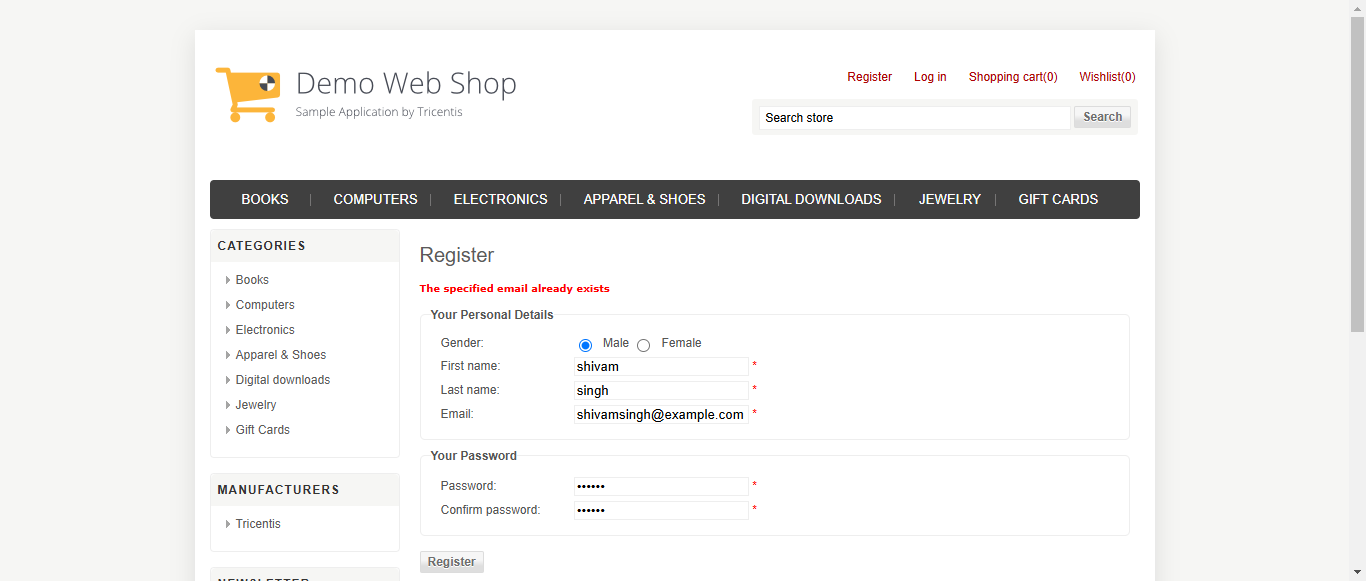 Demo Web Shop
Sample Application by Tricentis
Register Log in Shopping cart(0) Wishlist(0)
Search store Search
BOOKS COMPUTERS ELECTRONICS APPAREL & SHOES DIGITAL DOWNLOADS JEWELRY GIFT CARDS
CATEGORIES
Books
Computers
Electronics
Apparel & Shoes
Digital downloads
Jewelry
Gift Cards
MANUFACTURERS
Tricentis
NEWSLETTER
Register
The specified email already exists
Your Personal Details
Gender: Male Female
First name: shivam *
Last name: singh *
Email: shivamsingh@example.com *
Your Password
Password: •••••• *
Confirm password: •••••• *
Register